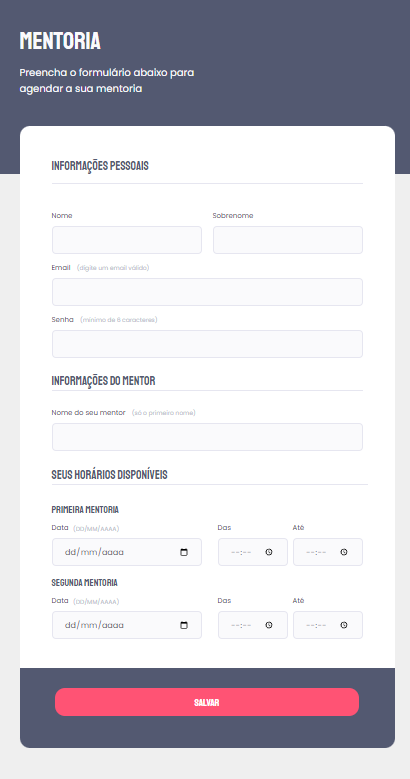 MENTORIA
Preencha o formulário abaixo para
agendar a sua mentoria
INFORMAÇÕES PESSOAIS
Nome Sobrenome
Email (digite um email válido)
Senha (mínimo de 6 caracteres)
INFORMAÇÕES DO MENTOR
Nome do seu mentor (só o primeiro nome)
SEUS HORÁRIOS DISPONÍVEIS
PRIMEIRA MENTORIA
Data (DD/MM/AAAA) Das Até
dd/mm/aaaa --:-- --:--
SEGUNDA MENTORIA
Data (DD/MM/AAAA) Das Até
dd/mm/aaaa --:-- --:--
SALVAR